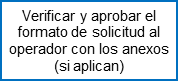 Verificar y aprobar el
formato de solicitud al
operador con los anexos
(si aplican)